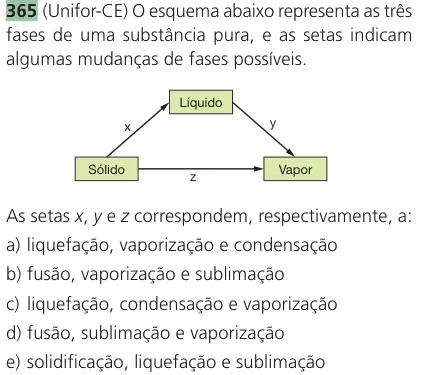 365 (Unifor-CE) O esquema abaixo representa as três
fases de uma substância pura, e as setas indicam
algumas mudanças de fases possíveis.
Líquido
x
y
Sólido
Vapor
z
As setas x, y e z correspondem, respectivamente, a:
a) liquefação, vaporização e condensação
b) fusão, vaporização e sublimação
c) liquefação, condensação e vaporização
d) fusão, sublimação e vaporização
e) solidificação, liquefação e sublimação